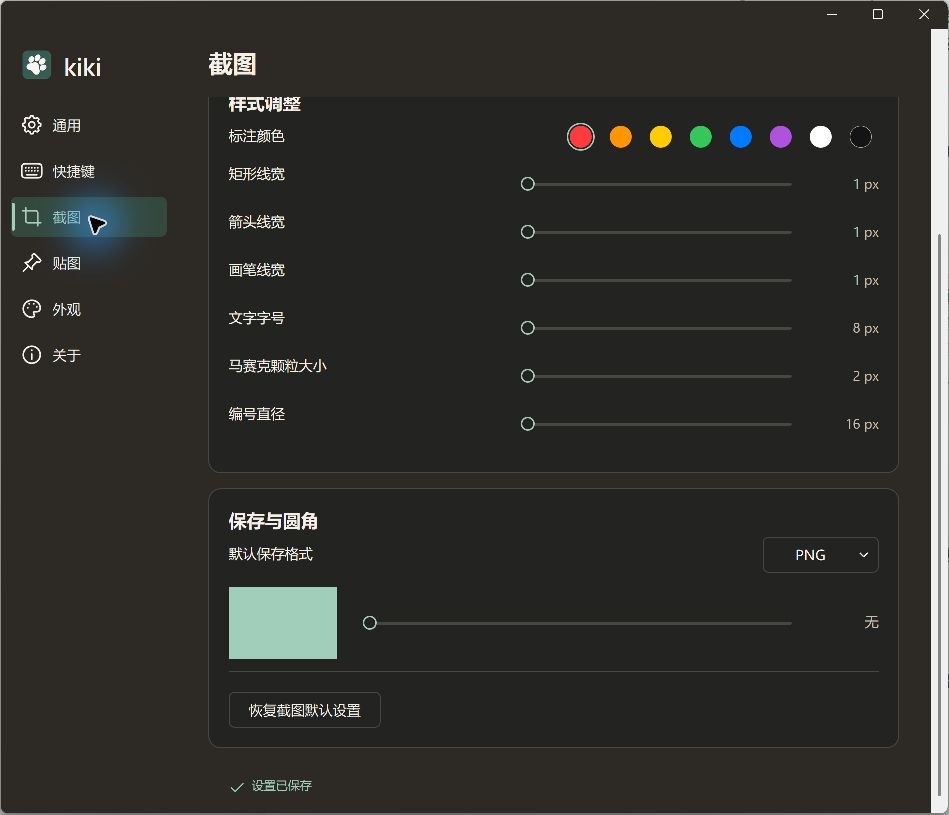 kiki
通用
快捷键
截图
贴图
外观
关于
截图
样式调整
标注颜色
矩形线宽
1 px
箭头线宽
1 px
画笔线宽
1 px
文字字号
8 px
马赛克颗粒大小
2 px
编号直径
16 px
保存与圆角
默认保存格式
PNG
无
恢复截图默认设置
设置已保存